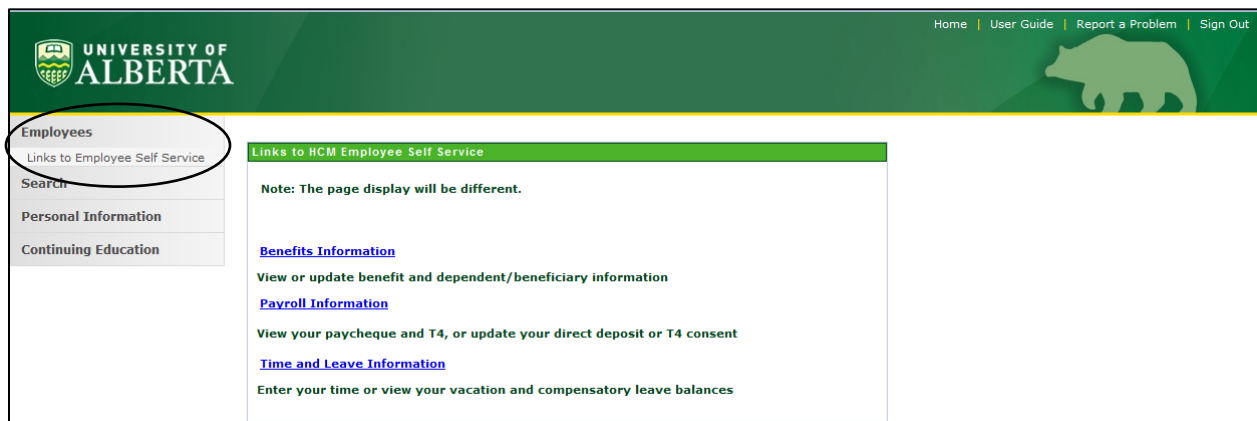 Home | User Guide | Report a Problem | Sign Out
UNIVERSITY OF
ALBERTA
Employees
Links to Employee Self Service
Search
Personal Information
Continuing Education
Links to HCM Employee Self Service
Note: The page display will be different.
Benefits Information
View or update benefit and dependent/beneficiary information
Payroll Information
View your paycheque and T4, or update your direct deposit or T4 consent
Time and Leave Information
Enter your time or view your vacation and compensatory leave balances